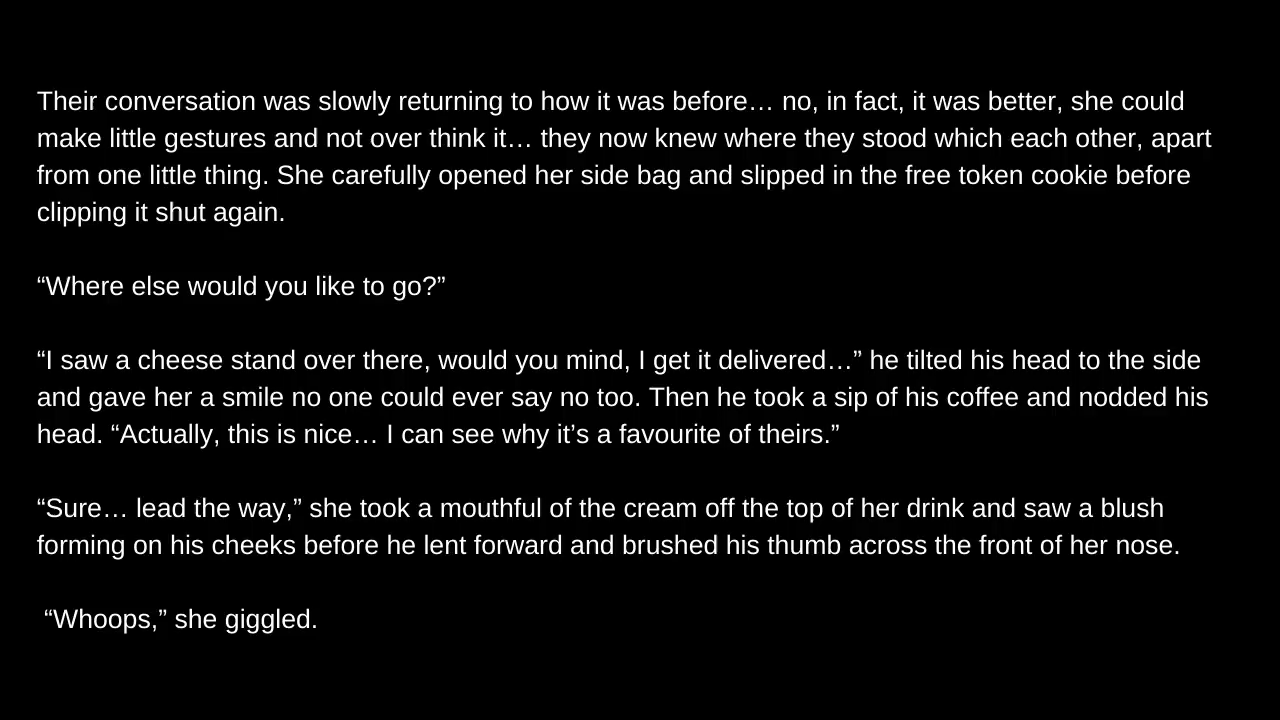 Their conversation was slowly returning to how it was before… no, in fact, it was better, she could
make little gestures and not over think it… they now knew where they stood which each other, apart
from one little thing. She carefully opened her side bag and slipped in the free token cookie before
clipping it shut again.
“Where else would you like to go?”
“I saw a cheese stand over there, would you mind, I get it delivered…” he tilted his head to the side
and gave her a smile no one could ever say no too. Then he took a sip of his coffee and nodded his
head. “Actually, this is nice… I can see why it’s a favourite of theirs.”
“Sure… lead the way,” she took a mouthful of the cream off the top of her drink and saw a blush
forming on his cheeks before he lent forward and brushed his thumb across the front of her nose.
“Whoops,” she giggled.